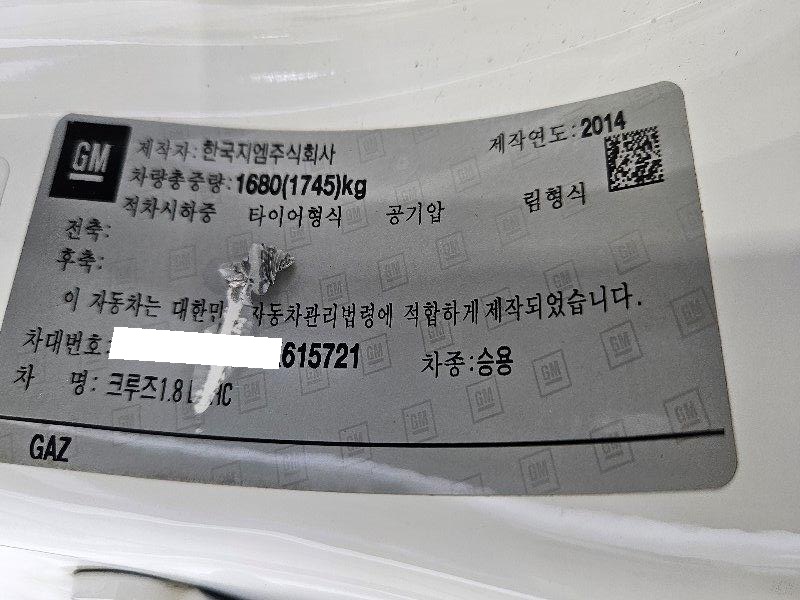 GM 제작자:한국지엠주식회사 제작연도:2014
차량총중량:1680(1745)kg
적차시하중 타이어형식 공기압 림형식
전축:
후축:
이 자동차는 대한민 자동차관리법령에 적합하게 제작되었습니다.
차대번호: 615721 차종:승용
차 명: 크루즈1.8
GAZ